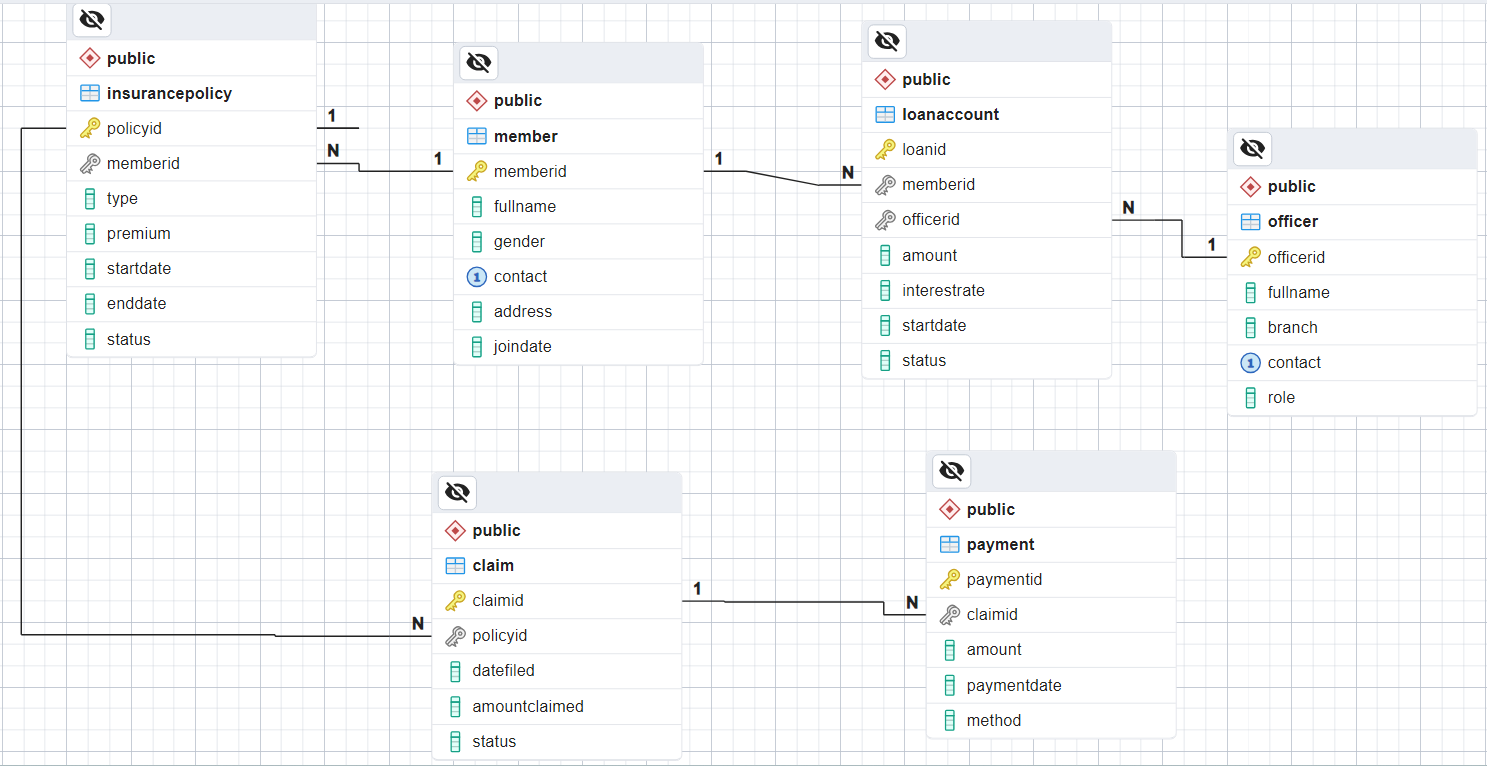 public
insurancepolicy
policyid
memberid
type
premium
startdate
enddate
status
1
N
1
public
member
memberid
fullname
gender
1 contact
address
joindate
1
N
public
loanaccount
loanid
memberid
officerid
amount
interestrate
startdate
status
N
1
public
officer
officerid
fullname
branch
1 contact
role
N
public
claim
claimid
policyid
datefiled
amountclaimed
status
1
N
public
payment
paymentid
claimid
amount
paymentdate
method